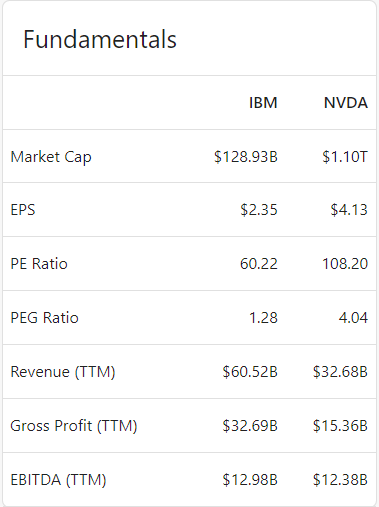 Fundamentals
IBM NVDA
Market Cap $128.93B $1.10T
EPS $2.35 $4.13
PE Ratio 60.22 108.20
PEG Ratio 1.28 4.04
Revenue (TTM) $60.52B $32.68B
Gross Profit (TTM) $32.69B $15.36B
EBITDA (TTM) $12.98B $12.38B